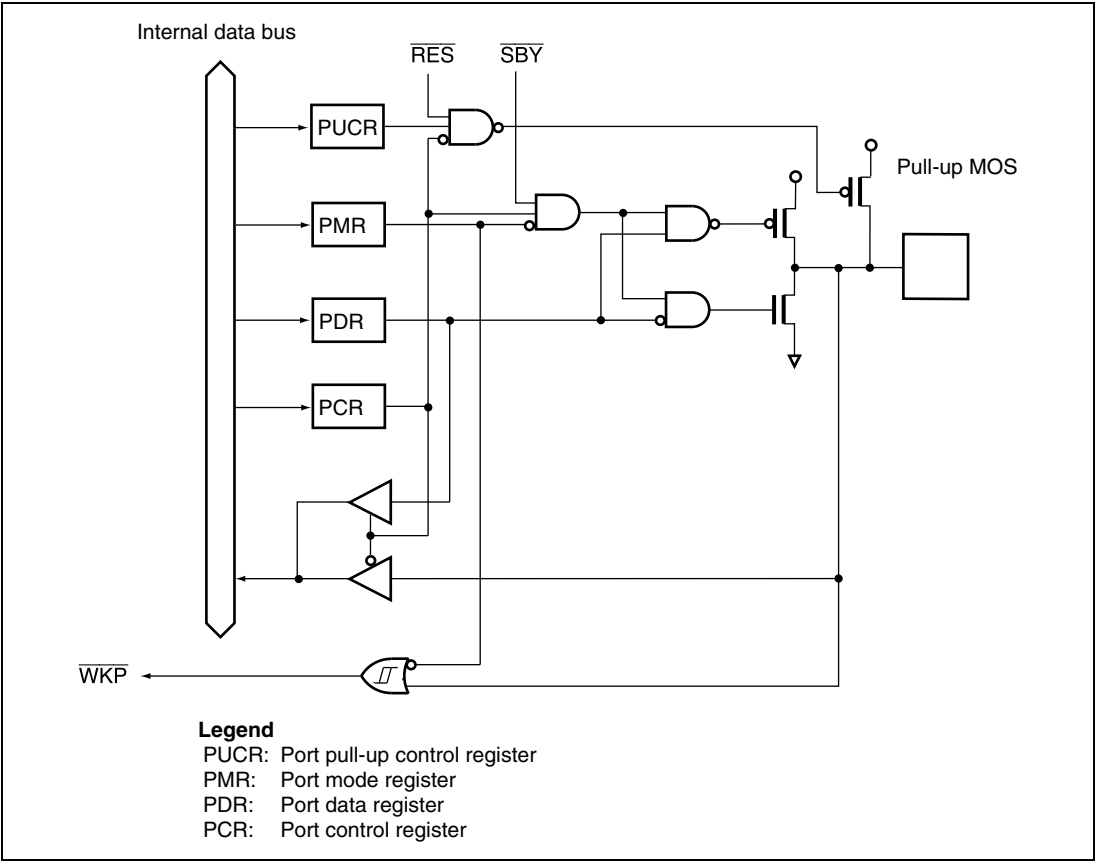 Internal data bus
RES
SBY
PUCR
Pull-up MOS
PMR
PDR
PCR
WKP
Legend
PUCR: Port pull-up control register
PMR: Port mode register
PDR: Port data register
PCR: Port control register